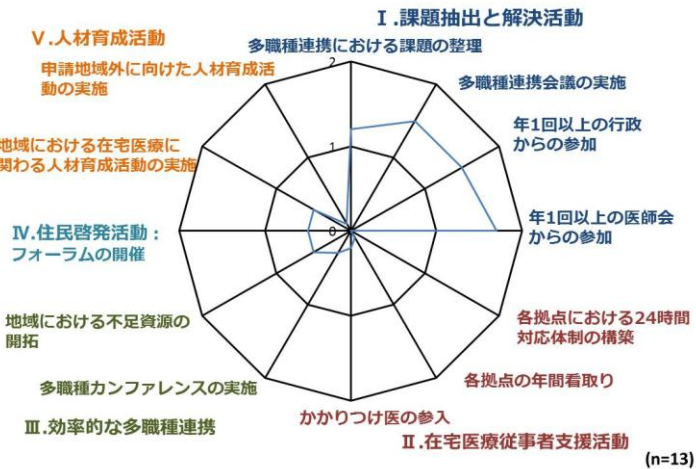 Ⅰ.課題抽出と解決活動
多職種連携における課題の整理
多職種連携会議の実施
年1回以上の行政
からの参加
年1回以上の医師会
からの参加
各拠点における24時間
対応体制の構築
各拠点の年間看取り
かかりつけ医の参入
Ⅱ.在宅医療従事者支援活動
多職種カンファレンスの実施
Ⅲ.効率的な多職種連携
地域における不足資源の
開拓
Ⅳ.住民啓発活動：
フォーラムの開催
地域における在宅医療に
関わる人材育成活動の実施
Ⅴ.人材育成活動
申請地域外に向けた人材育成活
動の実施
2
1
0
(n=13)